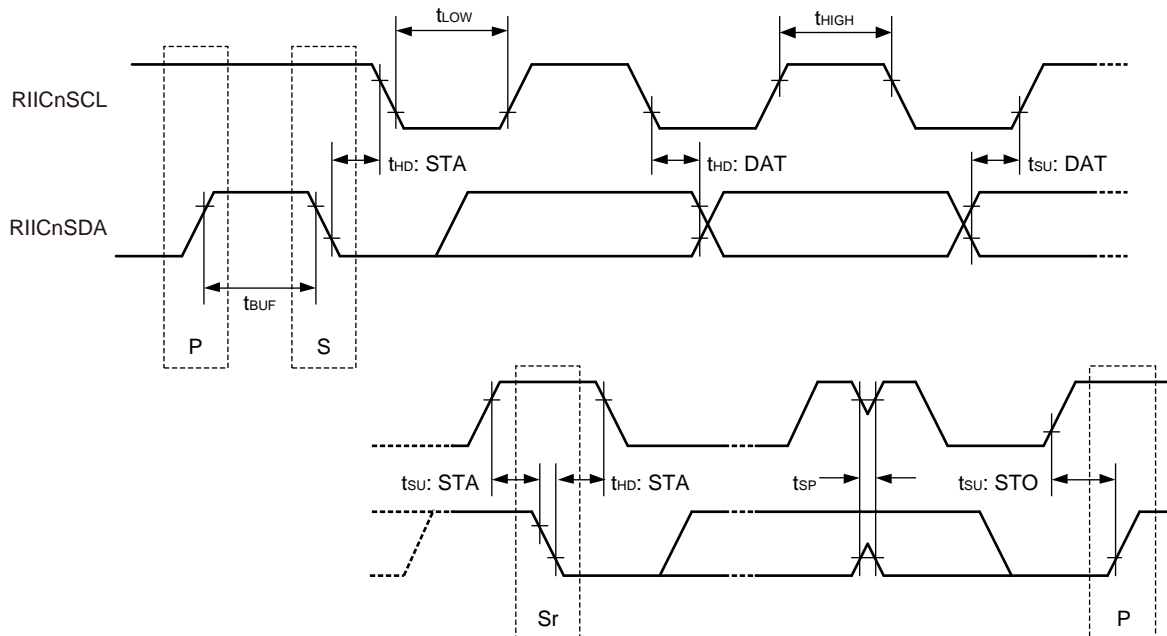 tLOW
tHIGH
RIICnSCL
tHD: STA
tHD: DAT
tSU: DAT
RIICnSDA
tBUF
P
S
tSU: STA
tHD: STA
tSP
tSU: STO
Sr
P